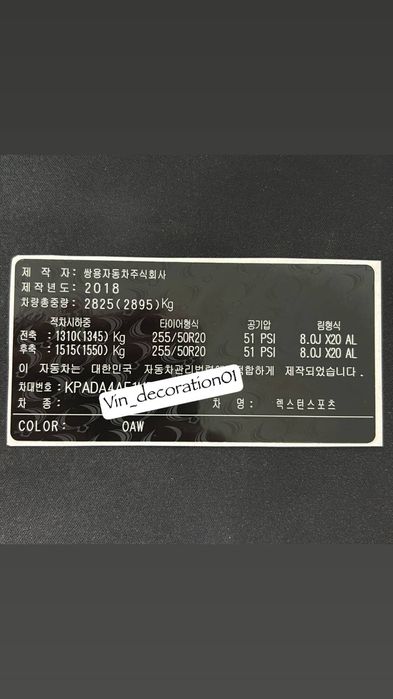 제 작 자: 쌍용자동차주식회사
제작년도: 2018
차량총중량: 2825(2895)Kg
적차시하중 타이어형식 공기압 림형식
전축: 1310(1345) Kg 255/50R20 51 PSI 8.0J X20 AL
후축: 1515(1550) Kg 255/50R20 51 PSI 8.0J X20 AL
이 자동차는 대한민국 자동차관리법 적합하게 제작되었습니다.
차대번호: KPADA4AE1
Vin_decoration01
차 종: 차 명: 렉스턴스포츠
COLOR: OAW